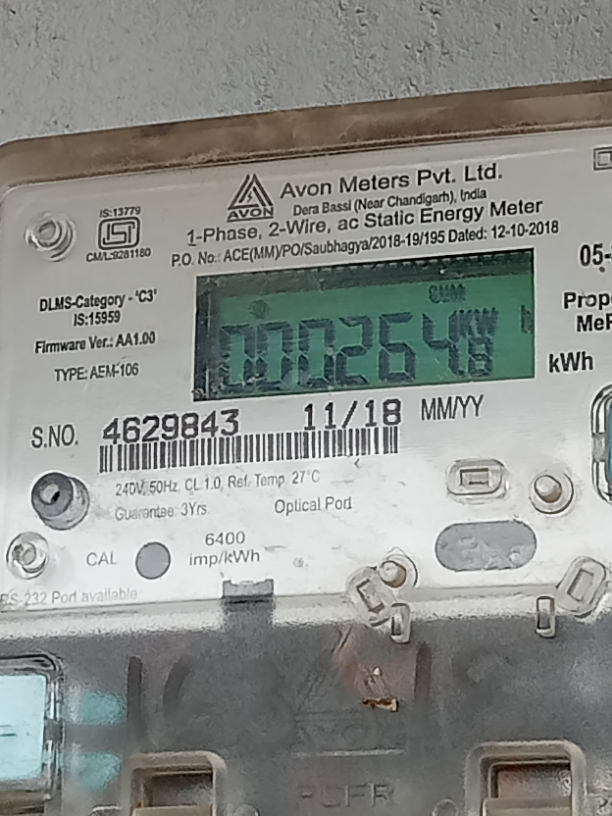 Avon Meters Pvt. Ltd.
AVON
Dera Bassi (Near Chandigarh), India
1-Phase, 2-Wire, ac Static Energy Meter
P.O. No.: ACE(MM)/PO/Saubhagya/2018-19/195 Dated: 12-10-2018
IS:13779
ISI
CM/L:9281180
DLMS-Category - 'C3'
IS:15959
Firmware Ver.: AA1.00
TYPE: AEM-106
CUM
000264.8 KW h
kWh
S.NO. 4629843 11/18 MM/YY
240V, 50Hz, CL 1.0, Ref. Temp. 27°C
Guarantee: 3Yrs. Optical Port
CAL
6400
imp/kWh
RS-232 Port available
AVON